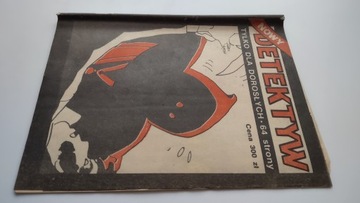 NOWY
DETEKTYW
TYLKO DLA DOROSŁYCH • 64 strony
Cena 300 zł